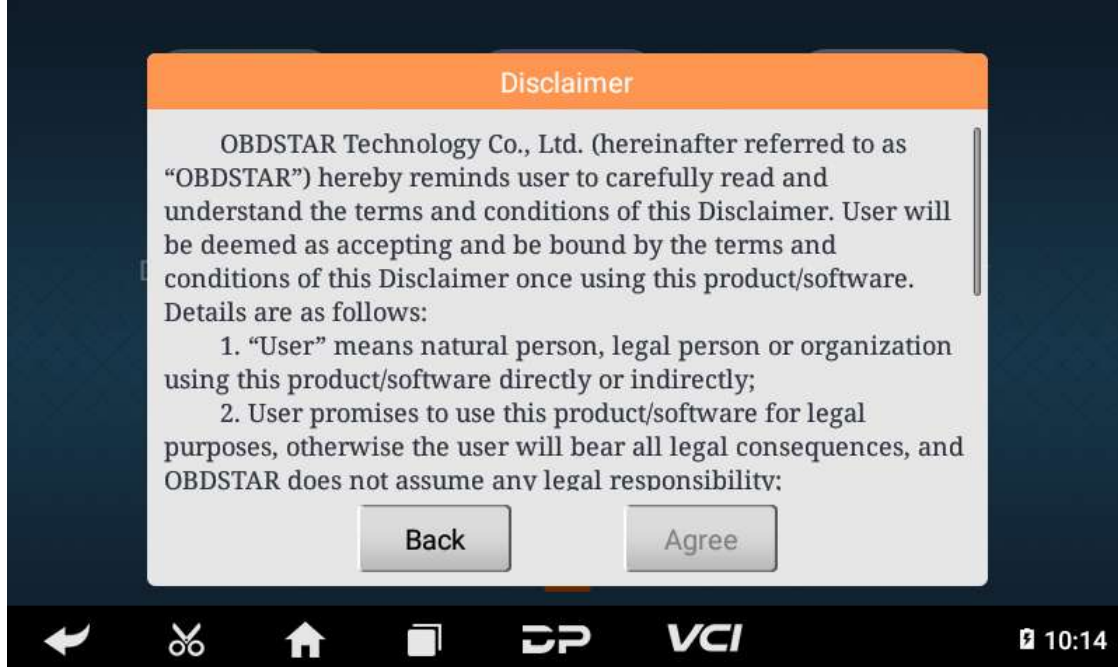 Disclaimer
OBDSTAR Technology Co., Ltd. (hereinafter referred to as
“OBDSTAR”) hereby reminds user to carefully read and
understand the terms and conditions of this Disclaimer. User will
be deemed as accepting and be bound by the terms and
conditions of this Disclaimer once using this product/software.
Details are as follows:
1. “User” means natural person, legal person or organization
using this product/software directly or indirectly;
2. User promises to use this product/software for legal
purposes, otherwise the user will bear all legal consequences, and
OBDSTAR does not assume any legal responsibility;
Back Agree
DP VCI 10:14